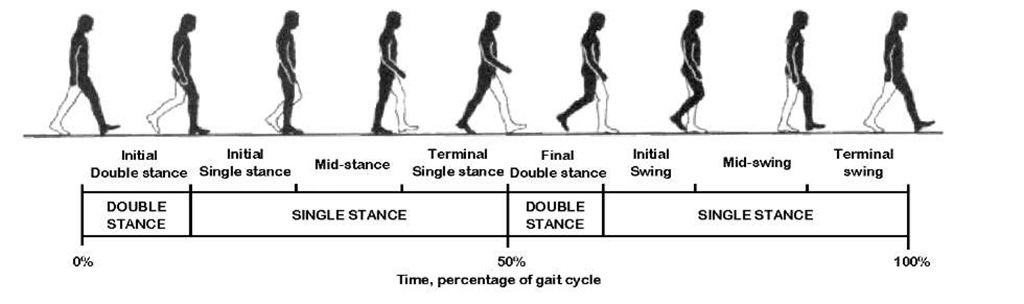 Initial
Double stance
Initial
Single stance
Mid-stance
Terminal
Single stance
Final
Double stance
Initial
Swing
Mid-swing
Terminal
swing
DOUBLE
STANCE
SINGLE STANCE
DOUBLE
STANCE
SINGLE STANCE
0%
50%
100%
Time, percentage of gait cycle